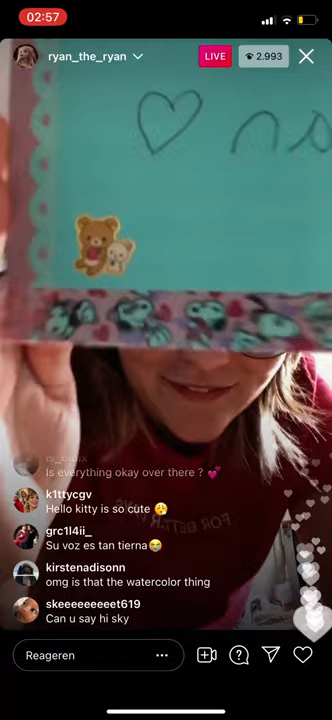 02:57
ryan_the_ryan
LIVE
2.993
Is everything okay over there ? 💕
k1ttycgv
Hello kitty is so cute 😚
grc1l4ii_
Su voz es tan tierna😭
kirstenadisonn
omg is that the watercolor thing
skeeeeeeeeet619
Can u say hi sky
Reageren